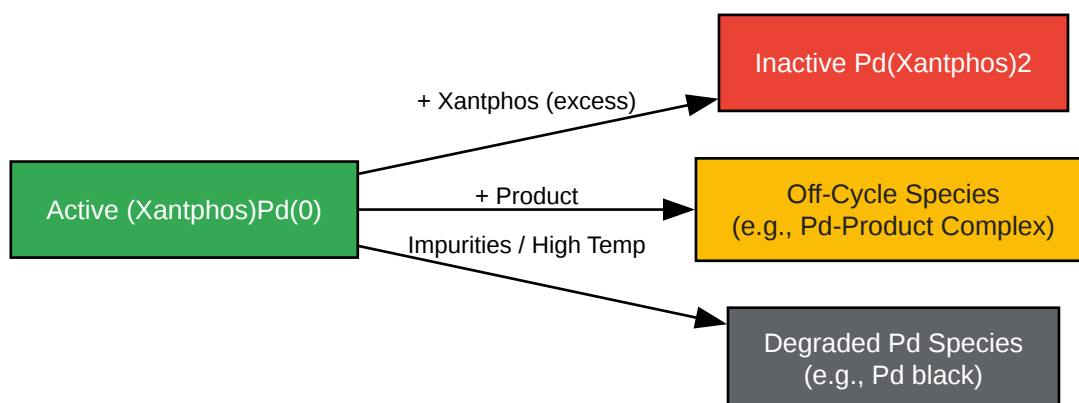 Inactive Pd(Xantphos)2
+ Xantphos (excess)
Active (Xantphos)Pd(0)
+ Product
Off-Cycle Species
(e.g., Pd-Product Complex)
Impurities / High Temp
Degraded Pd Species
(e.g., Pd black)